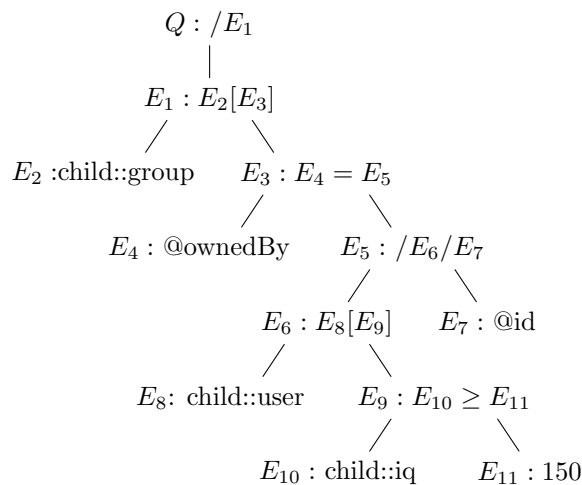 Q : /E₁
E₁ : E₂[E₃]
E₂ :child::group
E₃ : E₄ = E₅
E₄ : @ownedBy
E₅ : /E₆/E₇
E₆ : E₈[E₉]
E₇ : @id
E₈: child::user
E₉ : E₁₀ ≥ E₁₁
E₁₀ : child::iq
E₁₁ : 150